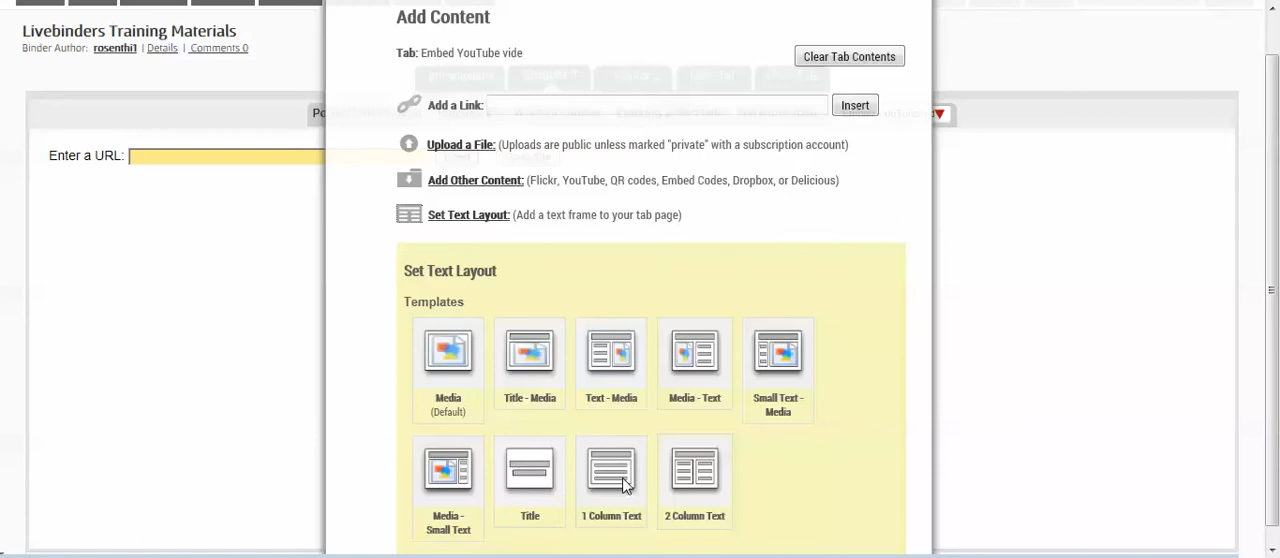 Add Content
Livebinders Training Materials
Binder Author: rosenthi1 | Details | Comments 0
Tab: Embed YouTube vide
Clear Tab Contents
Add a Link:
Insert
Enter a URL:
Upload a File: (Uploads are public unless marked "private" with a subscription account)
Add Other Content: (Flickr, YouTube, QR codes, Embed Codes, Dropbox, or Delicious)
Set Text Layout: (Add a text frame to your tab page)
Set Text Layout
Templates
Media (Default)
Title - Media
Text - Media
Media - Text
Small Text - Media
Media - Small Text
Title
1 Column Text
2 Column Text